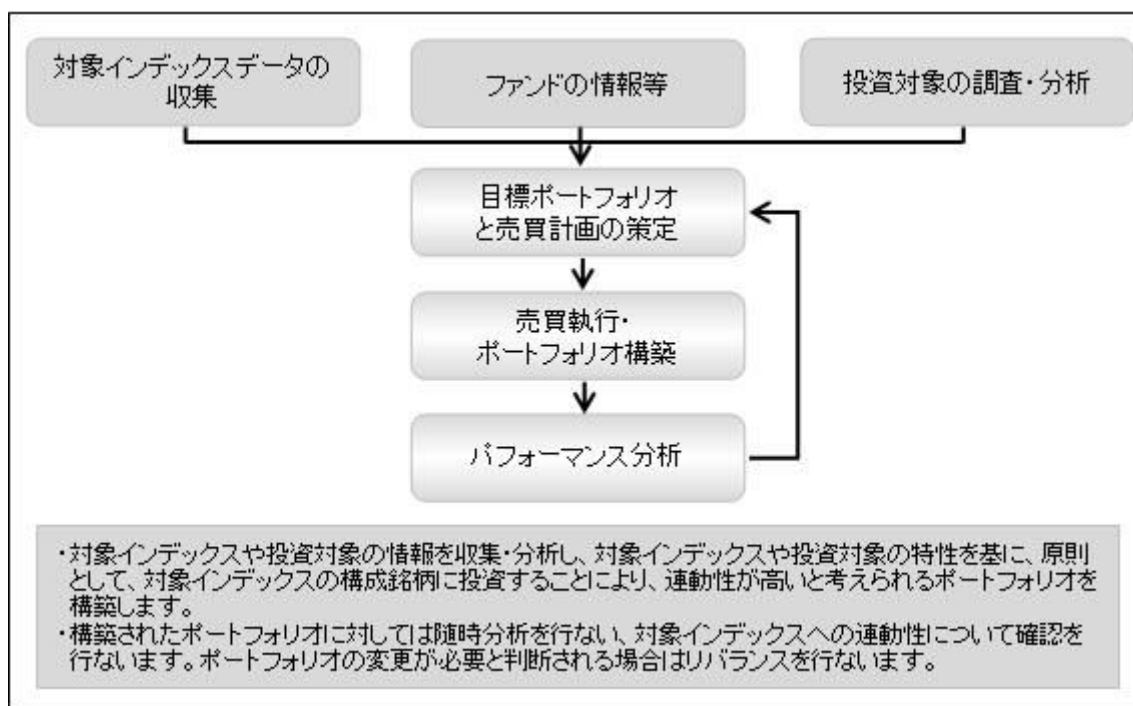 対象インデックスデータの
収集
ファンドの情報等
投資対象の調査・分析
目標ポートフォリオ
と売買計画の策定
売買執行・
ポートフォリオ構築
パフォーマンス分析
・対象インデックスや投資対象の情報を収集・分析し、対象インデックスや投資対象の特性を基に、原則
として、対象インデックスの構成銘柄に投資することにより、連動性が高いと考えられるポートフォリオを
構築します。
・構築されたポートフォリオに対しては随時分析を行ない、対象インデックスへの連動性について確認を
行ないます。ポートフォリオの変更が必要と判断される場合はリバランスを行ないます。